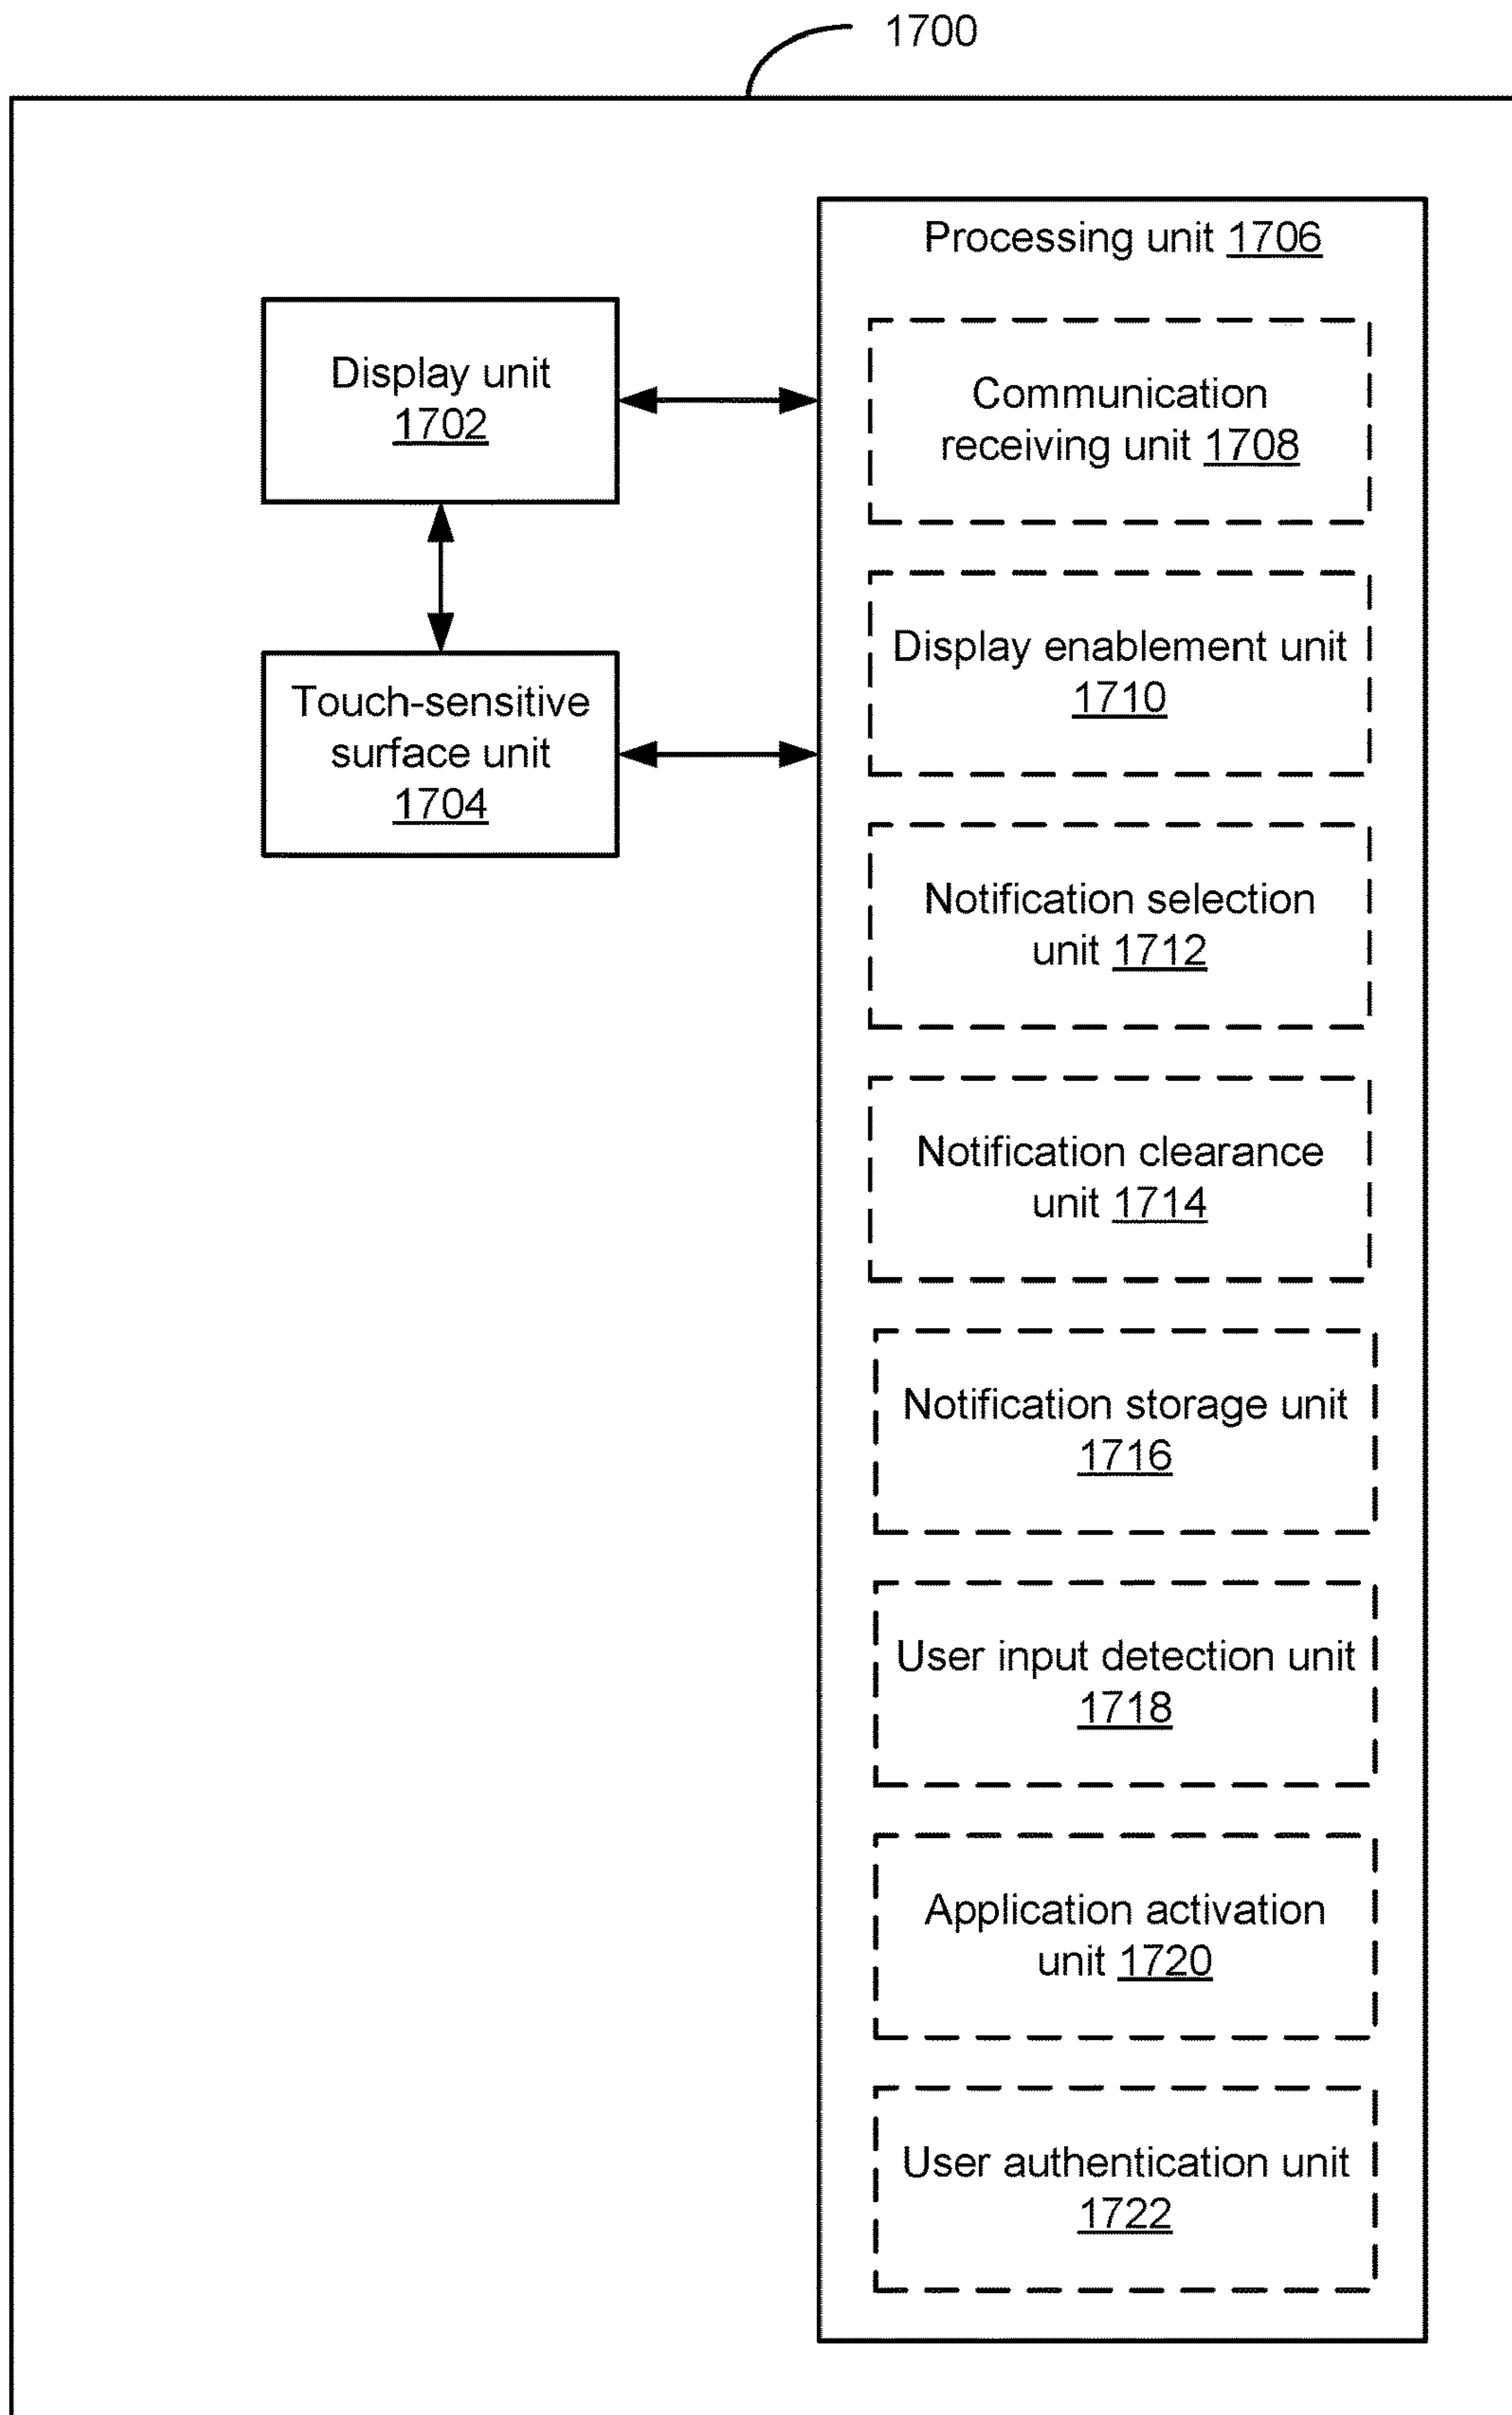 1700
Processing unit 1706
Display unit
1702
Touch-sensitive
surface unit
1704
Communication
receiving unit 1708
Display enablement unit
1710
Notification selection
unit 1712
Notification clearance
unit 1714
Notification storage unit
1716
User input detection unit
1718
Application activation
unit 1720
User authentication unit
1722